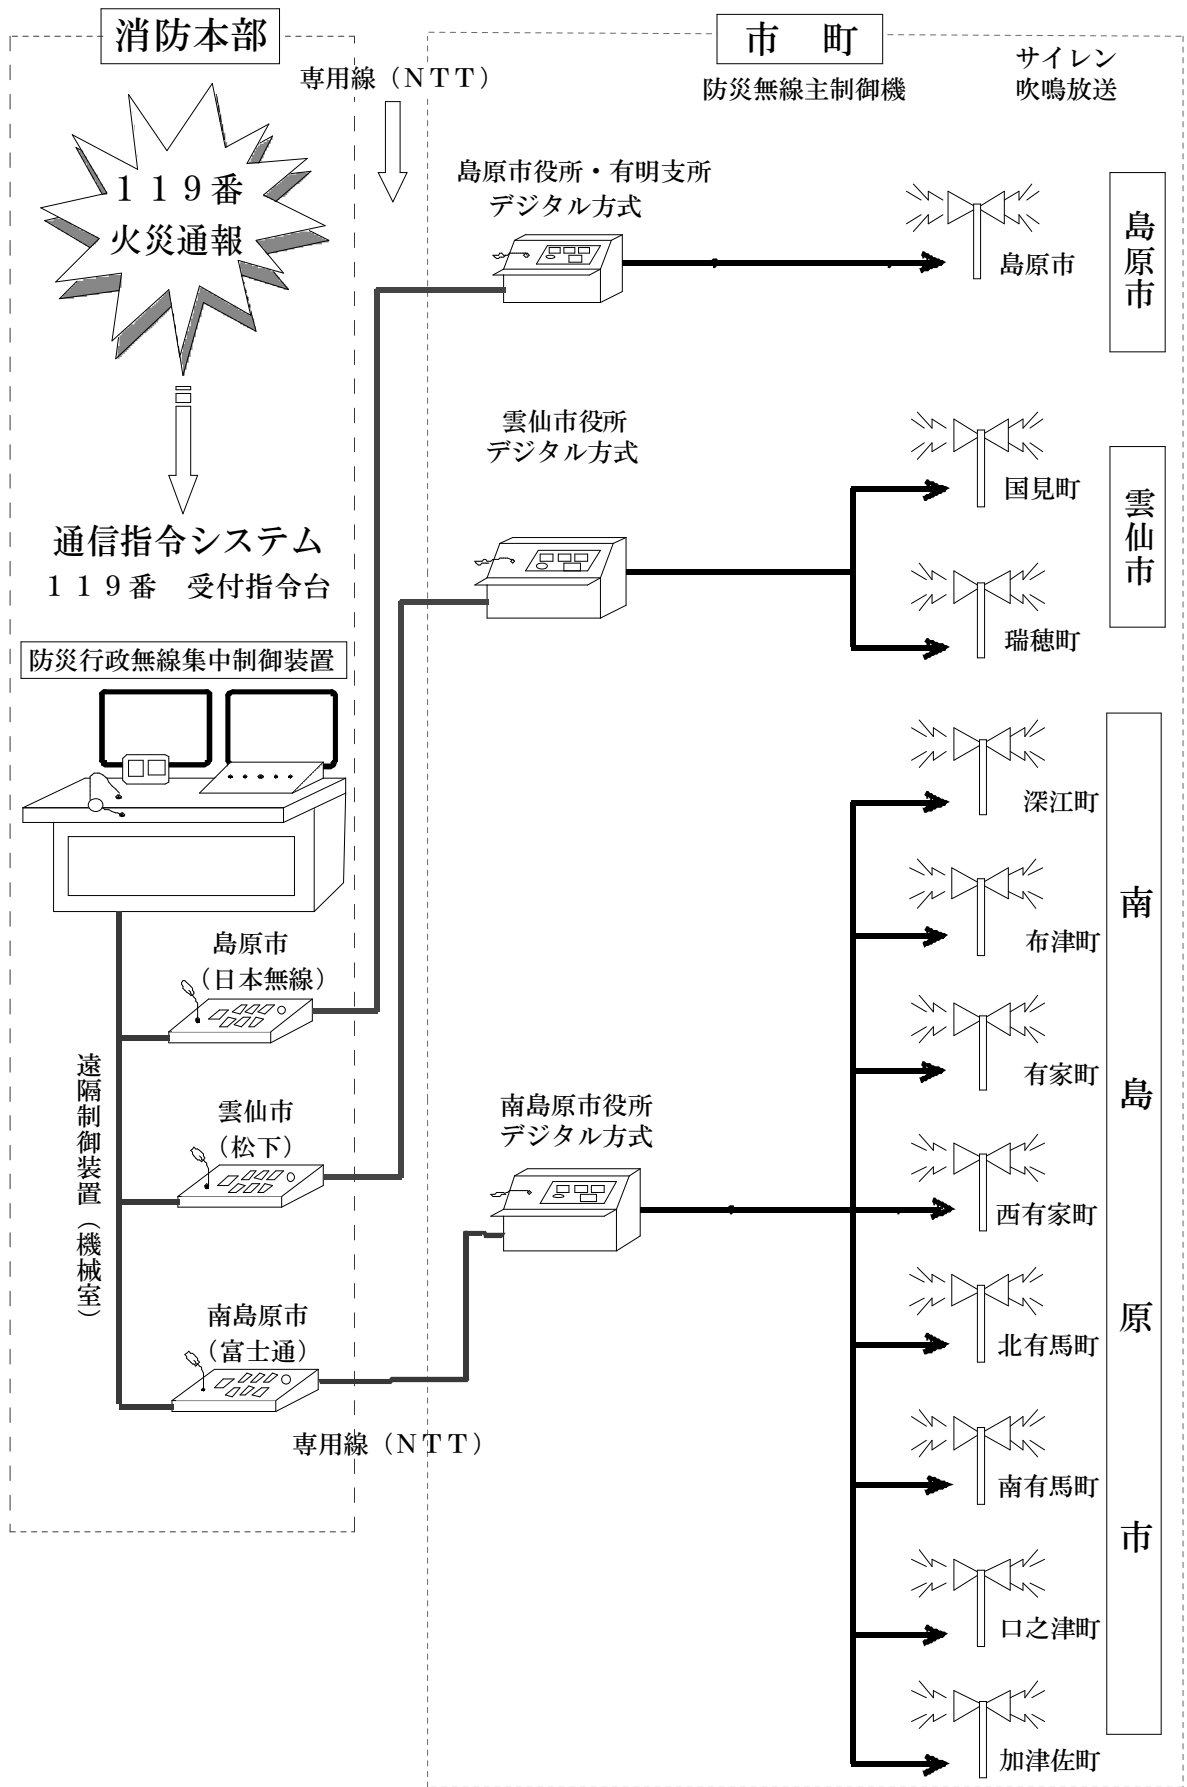 消防本部
１１９番
火災通報
通信指令システム
１１９番　受付指令台
防災行政無線集中制御装置
島原市
（日本無線）
雲仙市
（松下）
南島原市
（富士通）
遠隔制御装置（機械室）
専用線（ＮＴＴ）
専用線（ＮＴＴ）
市　町
防災無線主制御機
サイレン
吹鳴放送
島原市役所・有明支所
デジタル方式
島原市
島原市
雲仙市役所
デジタル方式
国見町
瑞穂町
雲仙市
南島原市役所
デジタル方式
深江町
布津町
有家町
西有家町
北有馬町
南有馬町
口之津町
加津佐町
南島原市